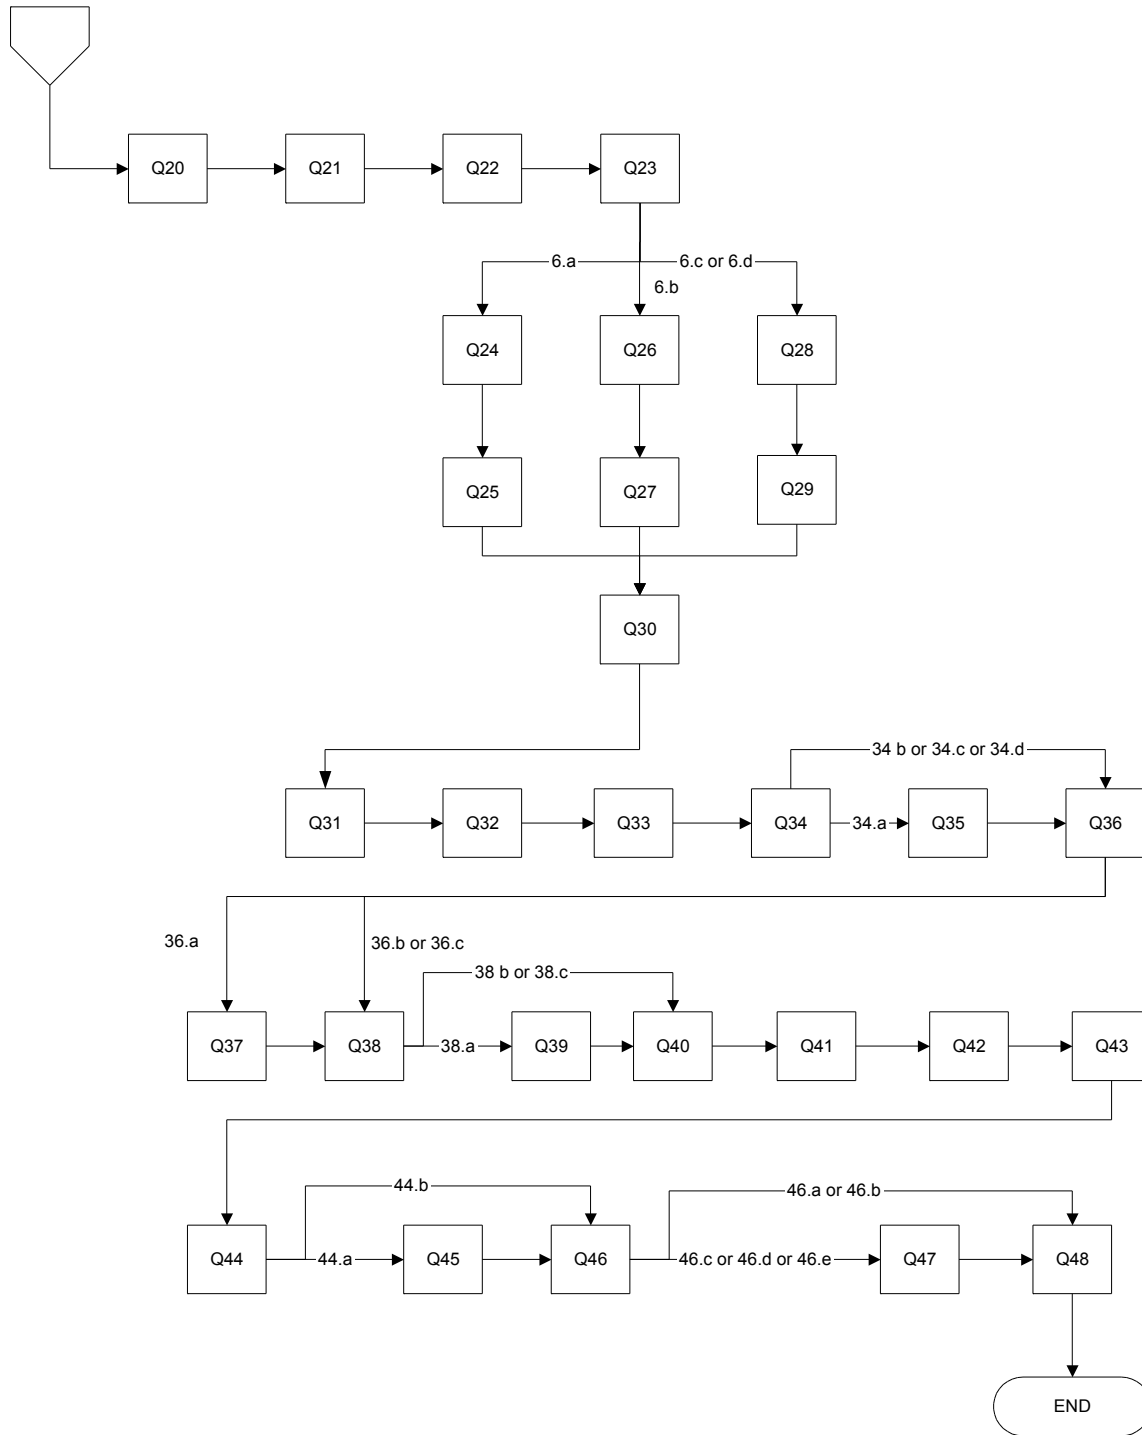 Q20
Q21
Q22
Q23
6.a
6.c or 6.d
6.b
Q24
Q26
Q28
Q25
Q27
Q29
Q30
34 b or 34.c or 34.d
Q31
Q32
Q33
Q34
34.a
Q35
Q36
36.a
36.b or 36.c
38 b or 38.c
Q37
Q38
38.a
Q39
Q40
Q41
Q42
Q43
44.b
46.a or 46.b
Q44
44.a
Q45
Q46
46.c or 46.d or 46.e
Q47
Q48
END